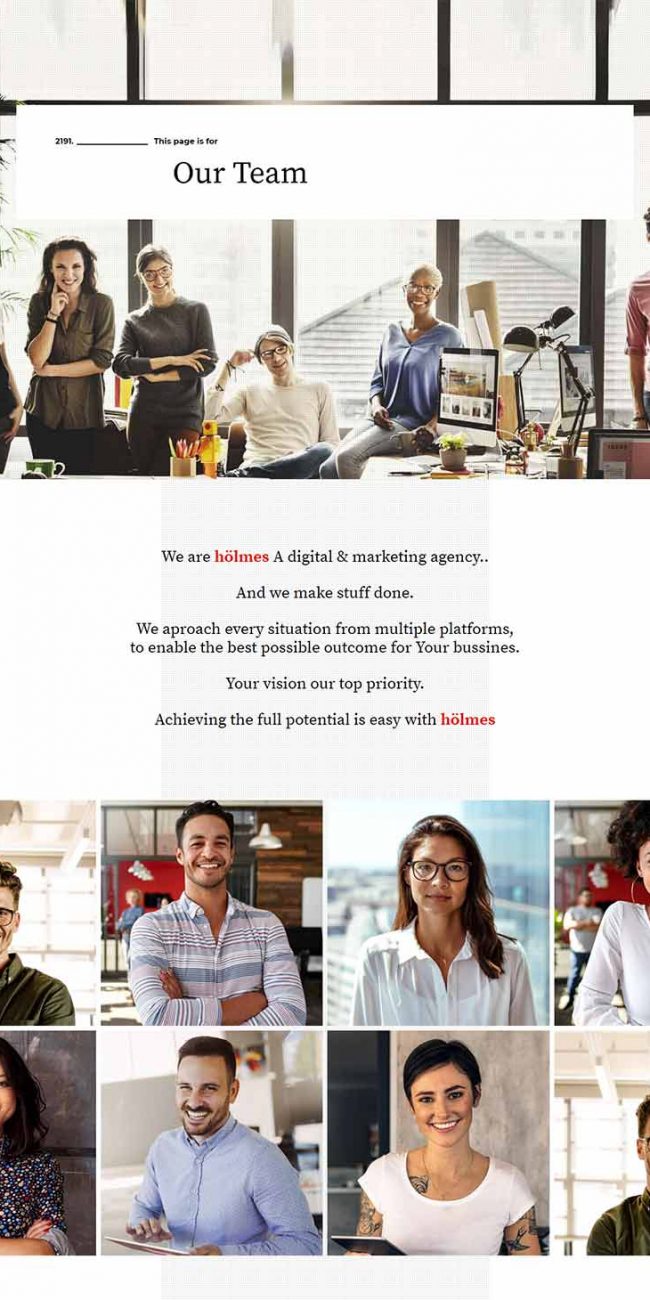 2191. This page is for
Our Team
We are hölmes A digital & marketing agency..
And we make stuff done.
We aproach every situation from multiple platforms,
to enable the best possible outcome for Your bussines.
Your vision our top priority.
Achieving the full potential is easy with hölmes